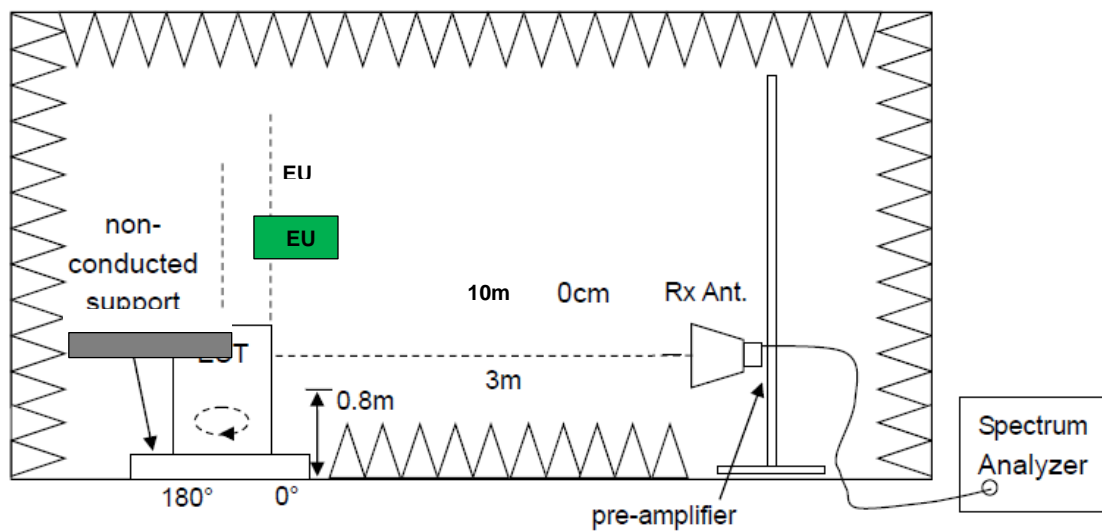 EU
EU
non-
conducted
support
10m
0cm
Rx Ant.
3m
0.8m
Spectrum
Analyzer
180°
0°
pre-amplifier